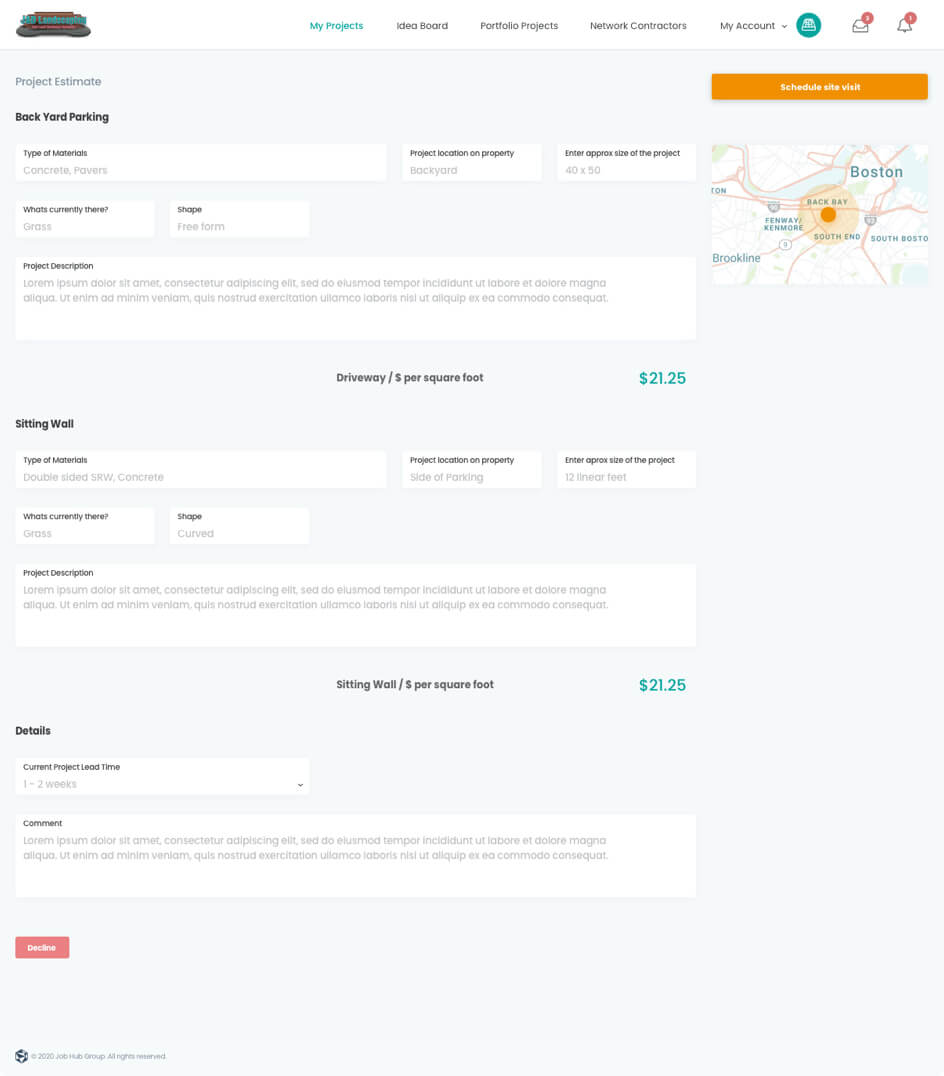 J&D Landscaping
My Projects
Idea Board
Portfolio Projects
Network Contractors
My Account
3
1
Project Estimate
Schedule site visit
Back Yard Parking
Type of Materials
Concrete, Pavers
Project location on property
Backyard
Enter approx size of the project
40 x 50
Boston
TON
90
BACK BAY
93
FENWAY/
KENMORE
SOUTH END
SOUTH BOSTO
9
Brookline
Whats currently there?
Grass
Shape
Free form
Project Description
Lorem ipsum dolor sit amet, consectetur adipiscing elit, sed do eiusmod tempor incididunt ut labore et dolore magna
aliqua. Ut enim ad minim veniam, quis nostrud exercitation ullamco laboris nisi ut aliquip ex ea commodo consequat.
Driveway / $ per square foot
$21.25
Sitting Wall
Type of Materials
Double sided SRW, Concrete
Project location on property
Side of Parking
Enter aprox size of the project
12 linear feet
Whats currently there?
Grass
Shape
Curved
Project Description
Lorem ipsum dolor sit amet, consectetur adipiscing elit, sed do eiusmod tempor incididunt ut labore et dolore magna
aliqua. Ut enim ad minim veniam, quis nostrud exercitation ullamco laboris nisi ut aliquip ex ea commodo consequat.
Sitting Wall / $ per square foot
$21.25
Details
Current Project Lead Time
1 - 2 weeks
Comment
Lorem ipsum dolor sit amet, consectetur adipiscing elit, sed do eiusmod tempor incididunt ut labore et dolore magna
aliqua. Ut enim ad minim veniam, quis nostrud exercitation ullamco laboris nisi ut aliquip ex ea commodo consequat.
Decline
© 2020 Job Hub Group. All rights reserved.